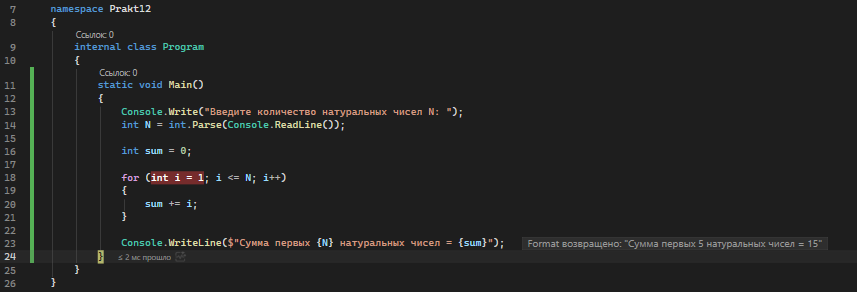 7 namespace Prakt12
8 {
Ссылок: 0
9 internal class Program
10 {
Ссылок: 0
11 static void Main()
12 {
13 Console.Write("Введите количество натуральных чисел N: ");
14 int N = int.Parse(Console.ReadLine());
15
16 int sum = 0;
17
18 for (int i = 1; i <= N; i++)
19 {
20 sum += i;
21 }
22
23 Console.WriteLine($"Сумма первых {N} натуральных чисел = {sum}"); Format возвращено: "Сумма первых 5 натуральных чисел = 15"
24 } ≤ 2 мс прошло
25 }
26 }